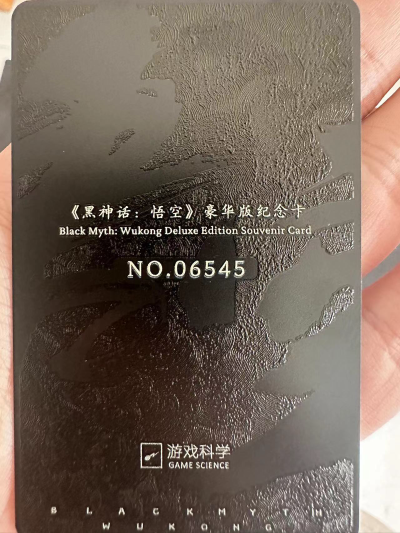 《黑神话：悟空》豪华版纪念卡
Black Myth: Wukong Deluxe Edition Souvenir Card
NO.06545
游戏科学
GAME SCIENCE
BLACKMYTH
WUKONG